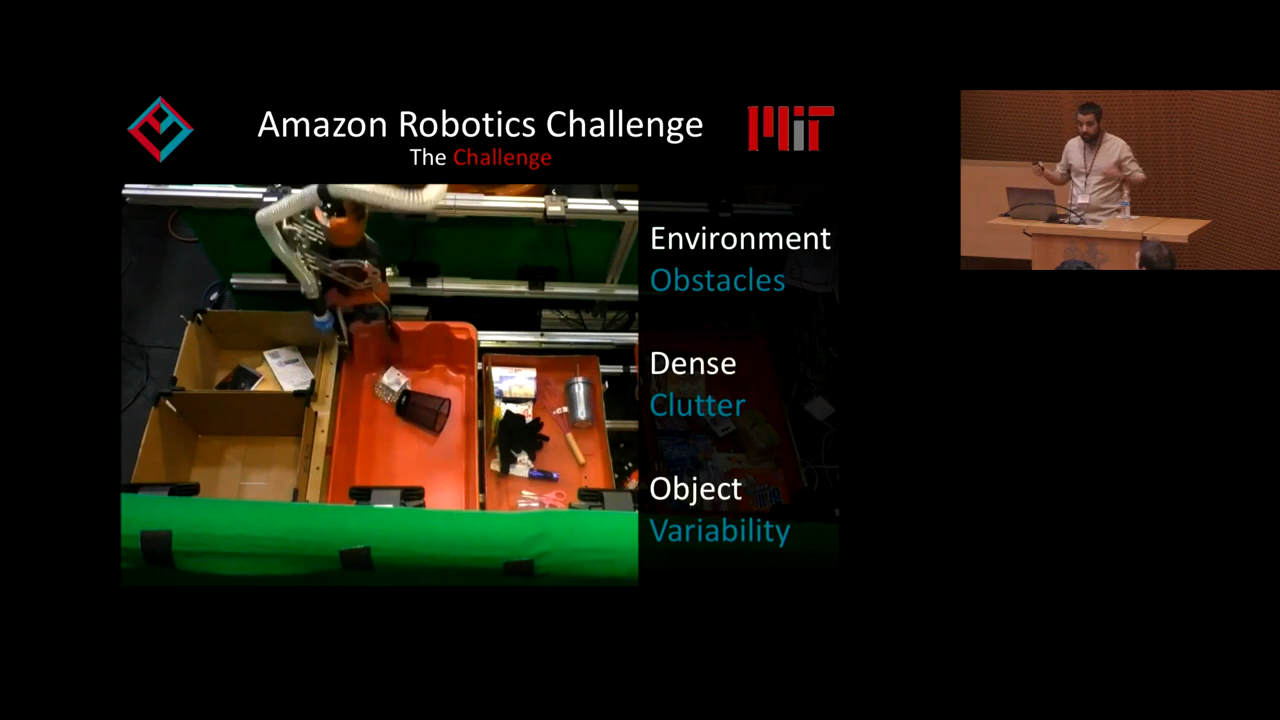 Amazon Robotics Challenge
The Challenge
MiT
Environment
Obstacles
Dense
Clutter
Object
Variability